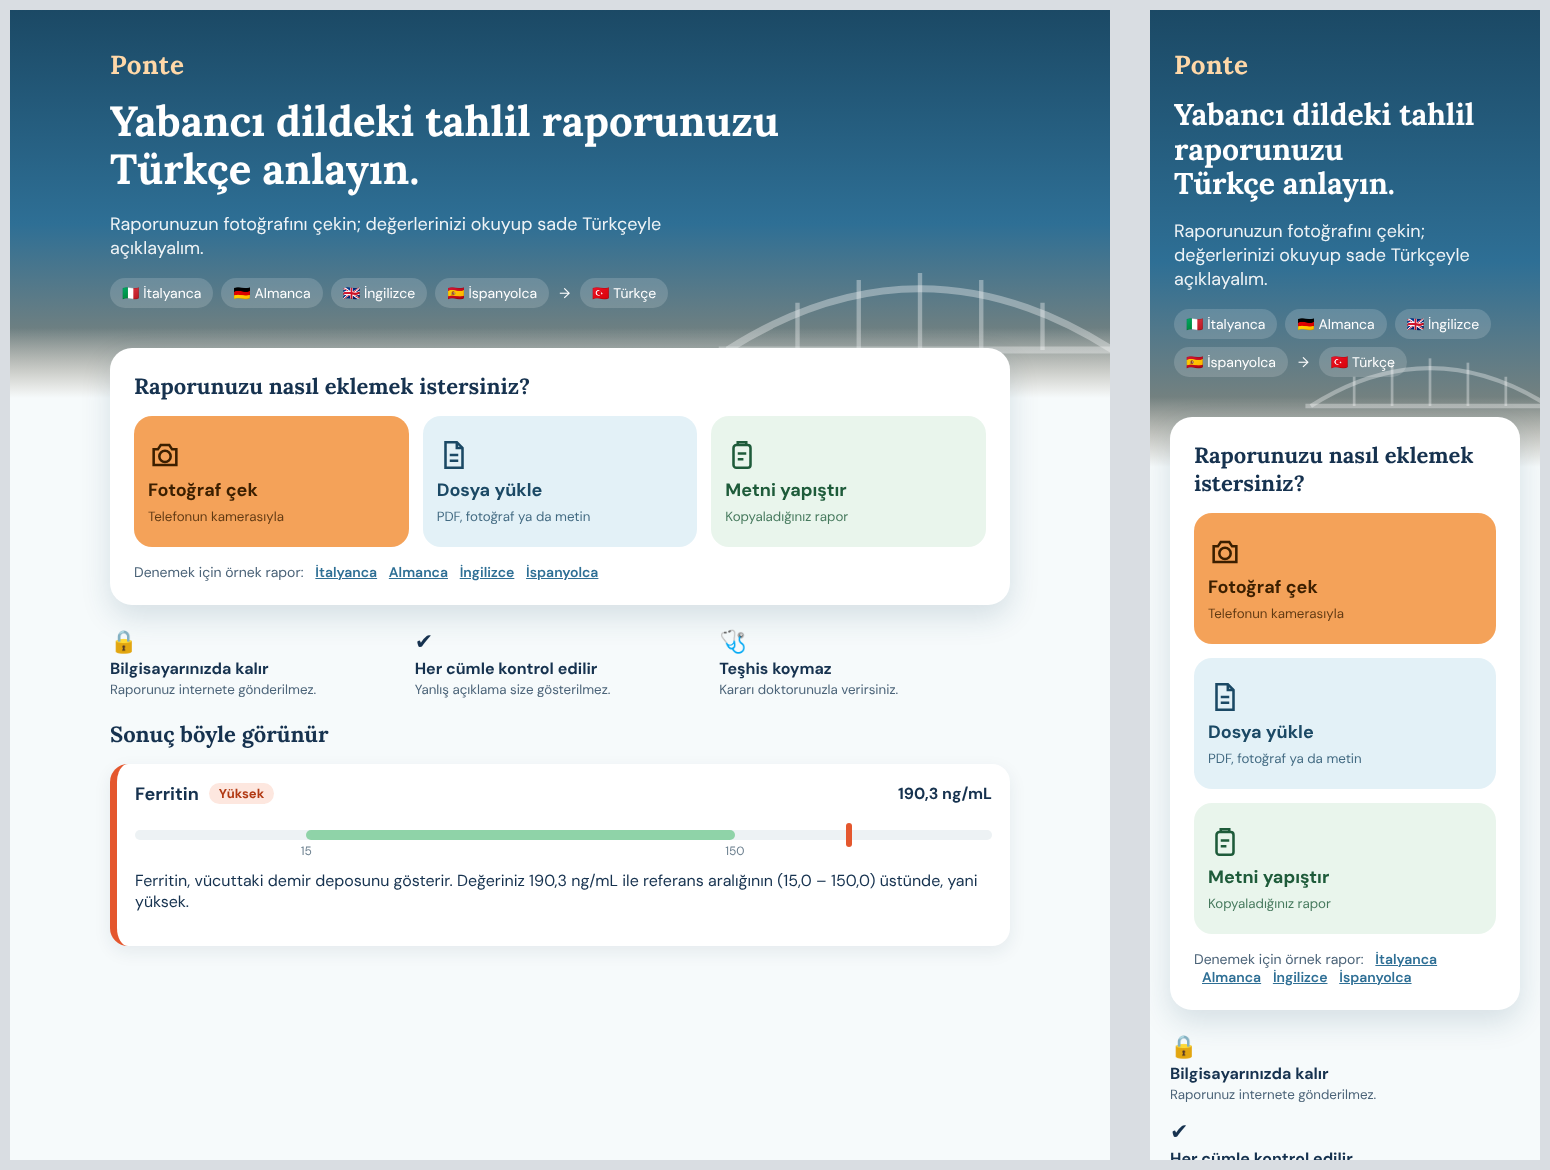 Ponte
Yabancı dildeki tahlil raporunuzu
Türkçe anlayın.
Raporunuzun fotoğrafını çekin; değerlerinizi okuyup sade Türkçeyle
açıklayalım.
İtalyanca Almanca İngilizce İspanyolca → Türkçe
Raporunuzu nasıl eklemek istersiniz?
Fotoğraf çek
Telefonun kamerasıyla
Dosya yükle
PDF, fotoğraf ya da metin
Metni yapıştır
Kopyaladığınız rapor
Denemek için örnek rapor: İtalyanca Almanca İngilizce İspanyolca
Bilgisayarınızda kalır
Raporunuz internete gönderilmez.
Her cümle kontrol edilir
Yanlış açıklama size gösterilmez.
Teşhis koymaz
Kararı doktorunuzla verirsiniz.
Sonuç böyle görünür
Ferritin Yüksek 190,3 ng/mL
15 150
Ferritin, vücuttaki demir deposunu gösterir. Değeriniz 190,3 ng/mL ile referans aralığının (15,0 – 150,0) üstünde, yani
yüksek.
Ponte
Yabancı dildeki tahlil
raporunuzu
Türkçe anlayın.
Raporunuzun fotoğrafını çekin;
değerlerinizi okuyup sade Türkçeyle
açıklayalım.
İtalyanca Almanca İngilizce
İspanyolca → Türkçe
Raporunuzu nasıl eklemek
istersiniz?
Fotoğraf çek
Telefonun kamerasıyla
Dosya yükle
PDF, fotoğraf ya da metin
Metni yapıştır
Kopyaladığınız rapor
Denemek için örnek rapor: İtalyanca
Almanca İngilizce İspanyolca
Bilgisayarınızda kalır
Raporunuz internete gönderilmez.
Her cümle kontrol edilir